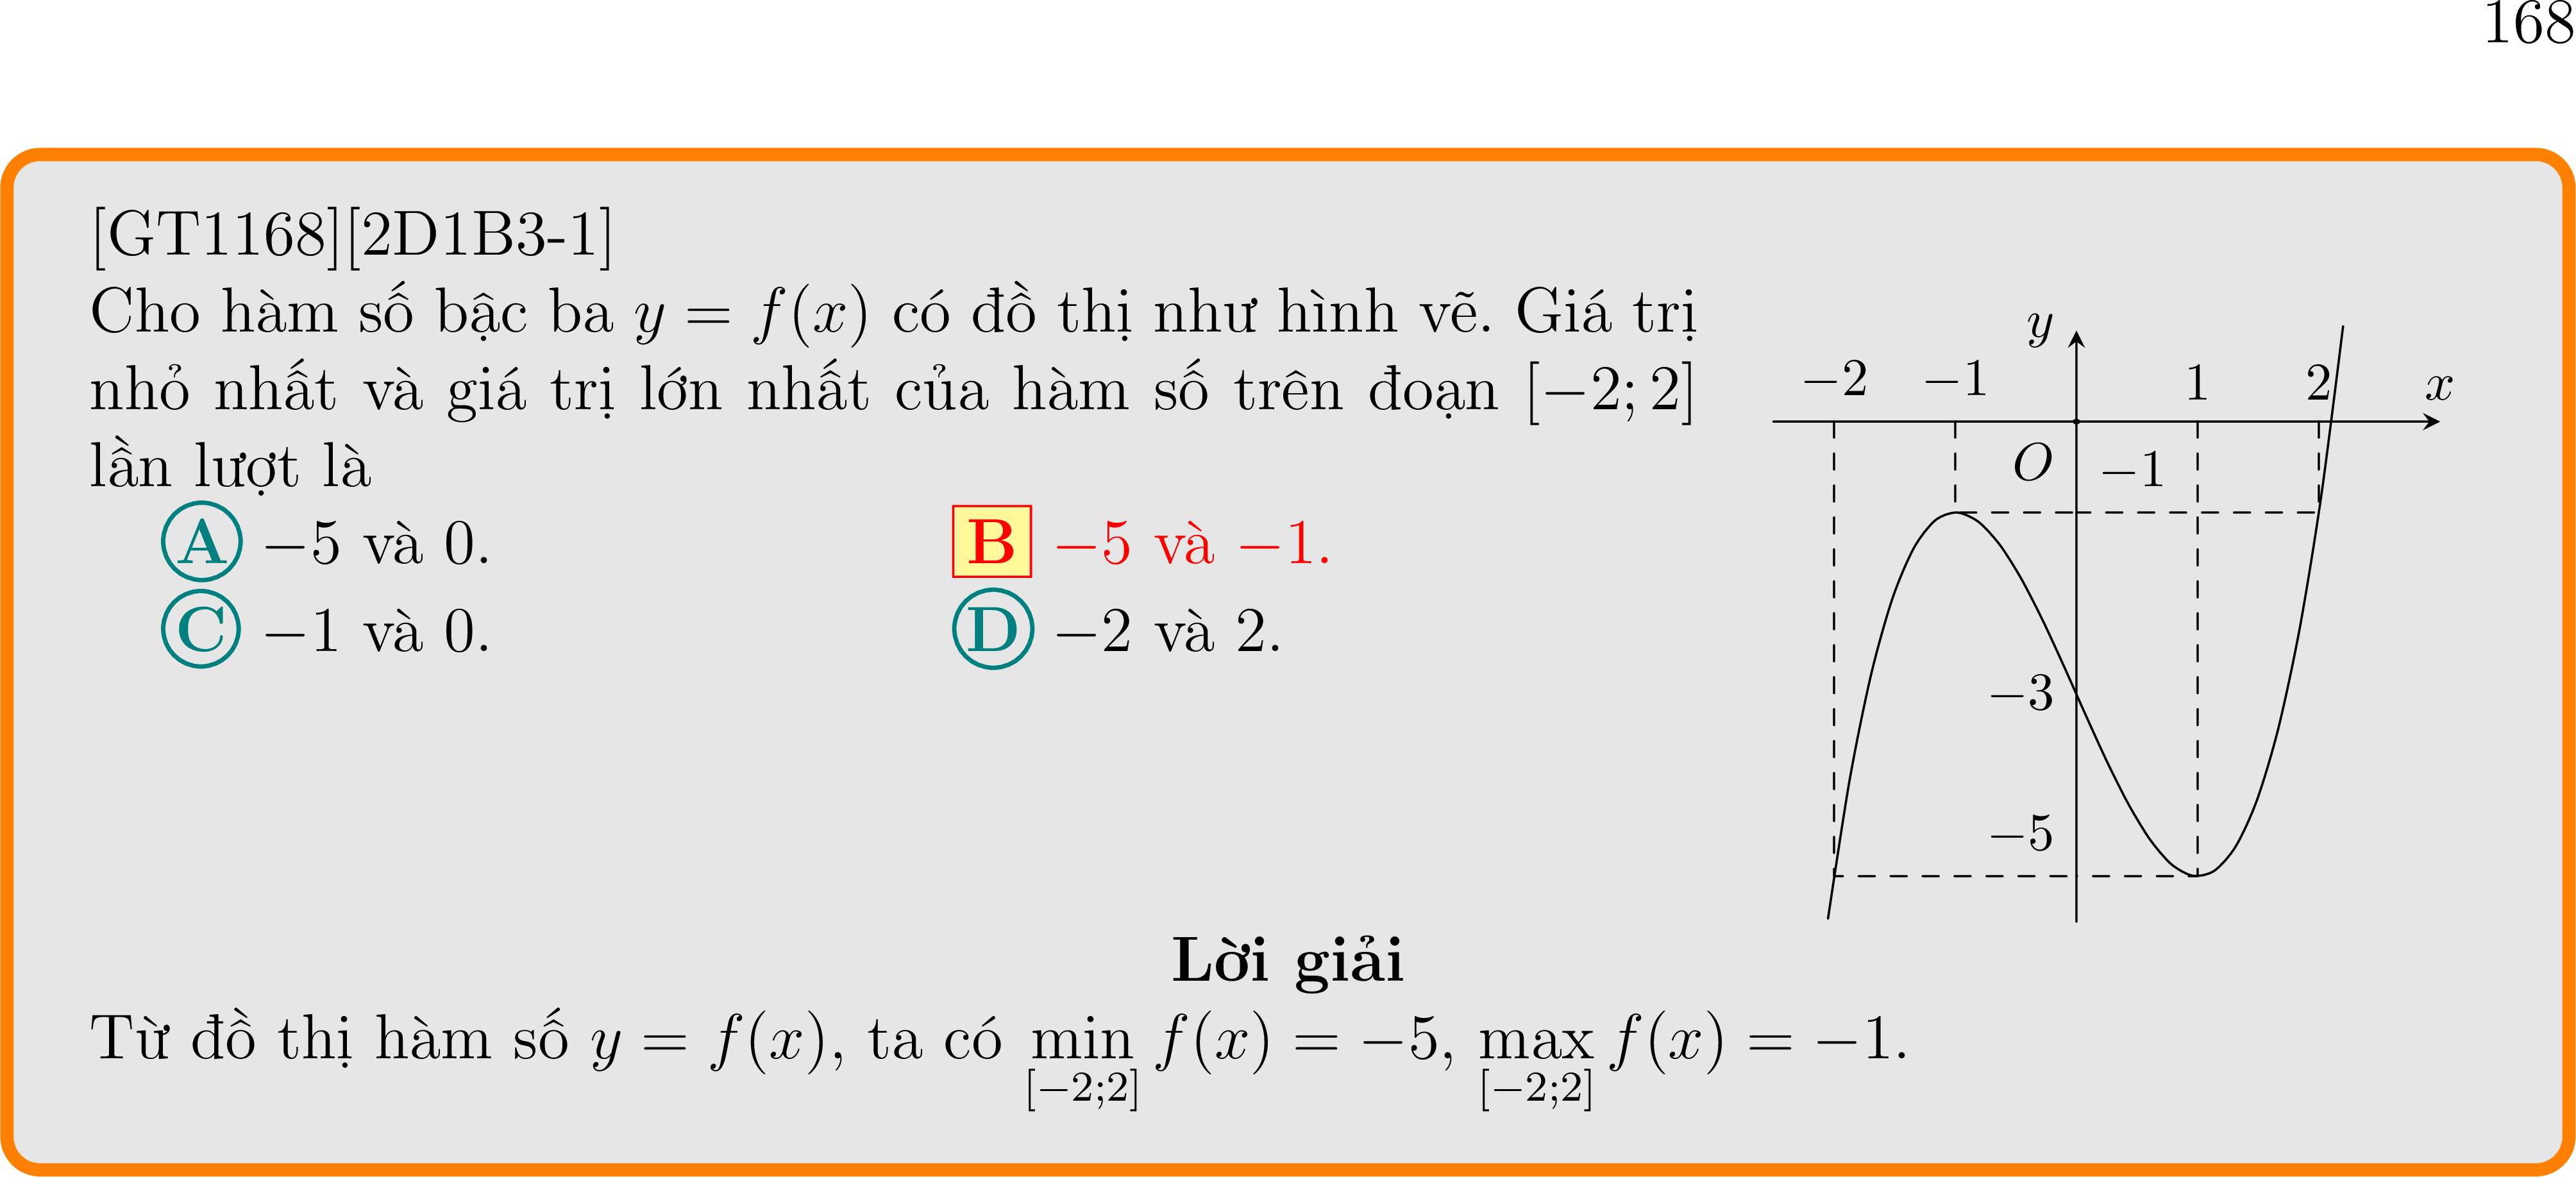 168
[GT1168][2D1B3-1]
Cho hàm số bậc ba y = f(x) có đồ thị như hình vẽ. Giá trị
nhỏ nhất và giá trị lớn nhất của hàm số trên đoạn [−2; 2]
lần lượt là
A −5 và 0.
B −5 và −1.
C −1 và 0.
D −2 và 2.
y
−2 −1 1 2 x
O −1
−3
−5
Lời giải
Từ đồ thị hàm số y = f(x), ta có min f(x) = −5, max f(x) = −1.
[−2;2] [−2;2]